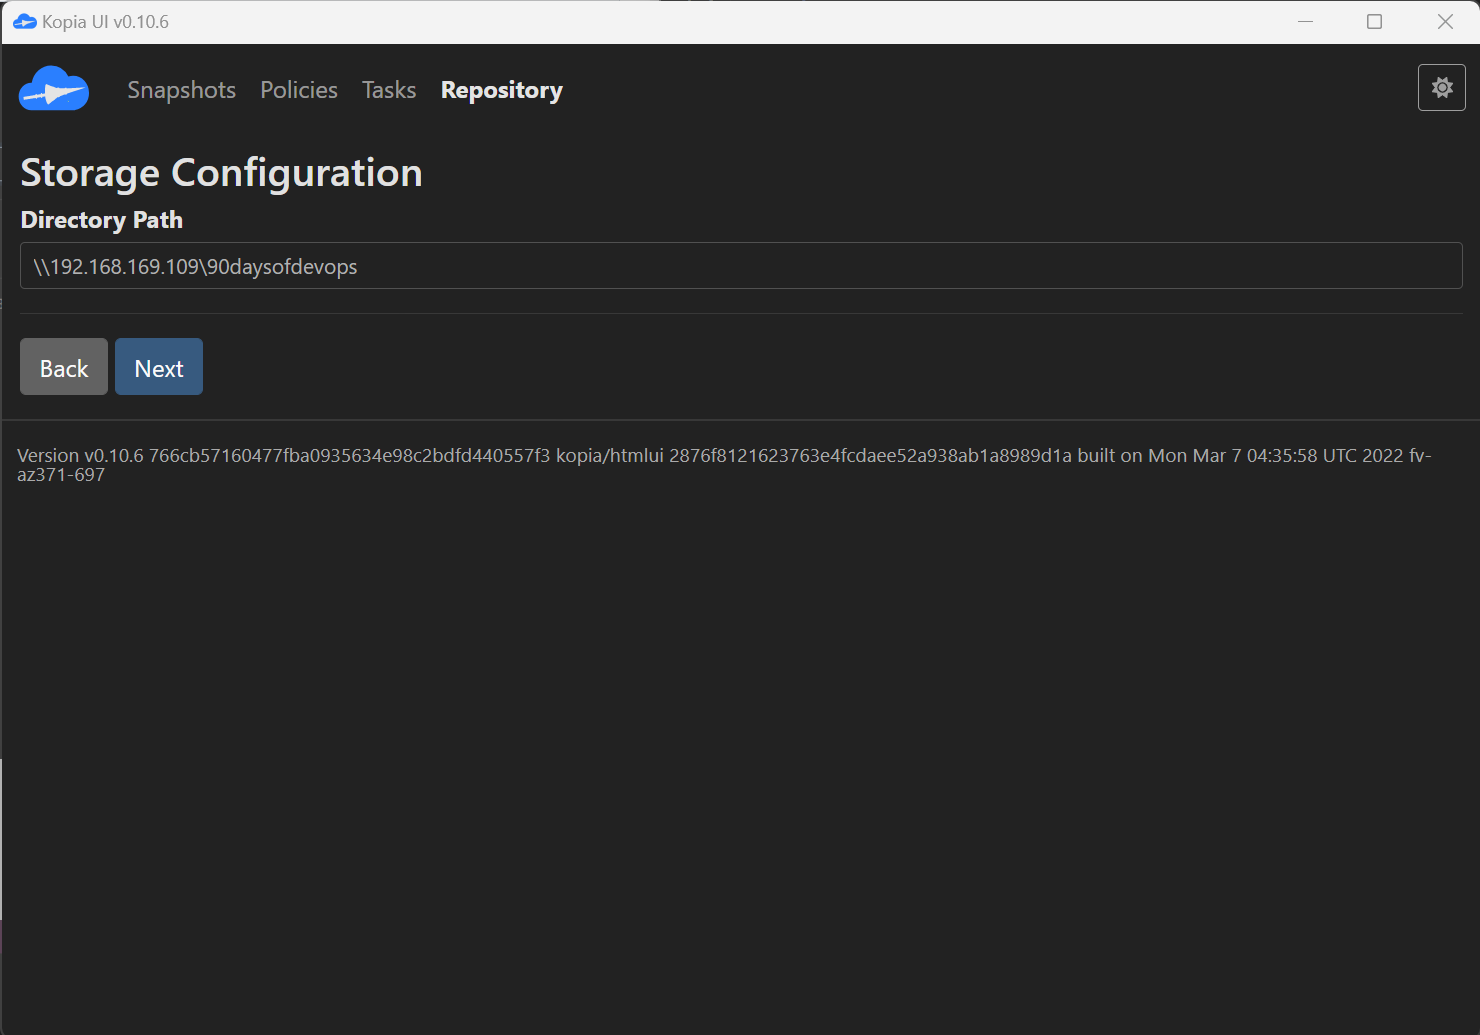 Kopia UI v0.10.6
Snapshots Policies Tasks Repository
Storage Configuration
Directory Path
\\192.168.169.109\90daysofdevops
Back Next
Version v0.10.6 766cb57160477fba0935634e98c2bdfd440557f3 kopia/htmlui 2876f8121623763e4fcdaee52a938ab1a8989d1a built on Mon Mar 7 04:35:58 UTC 2022 fv-
az371-697